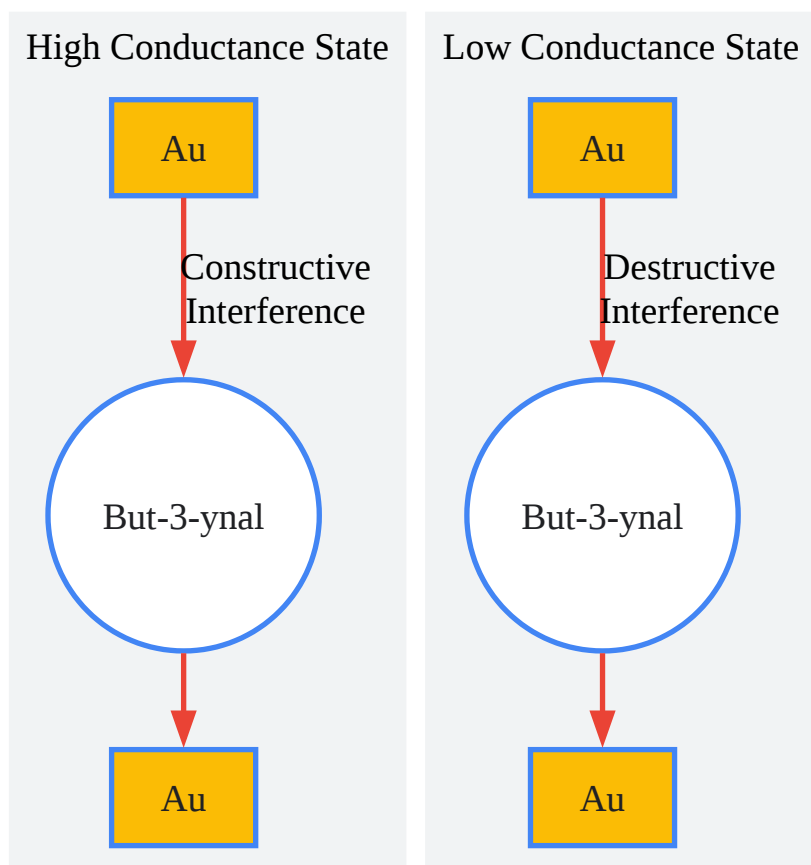 High Conductance State
Au
Constructive
Interference
But-3-ynal
Au
Low Conductance State
Au
Destructive
Interference
But-3-ynal
Au